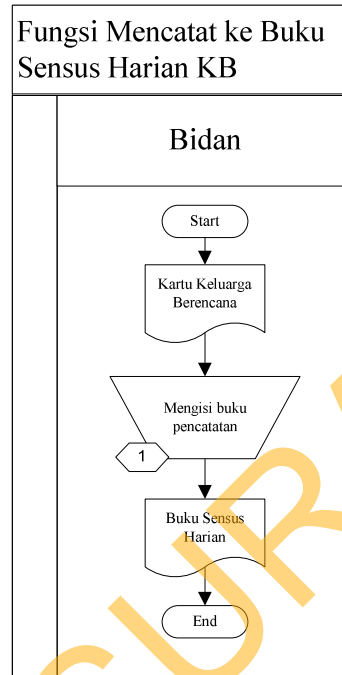 Fungsi Mencatat ke Buku
Sensus Harian KB
Bidan
Start
Kartu Keluarga
Berencana
Mengisi buku
pencatatan
1
Buku Sensus
Harian
End